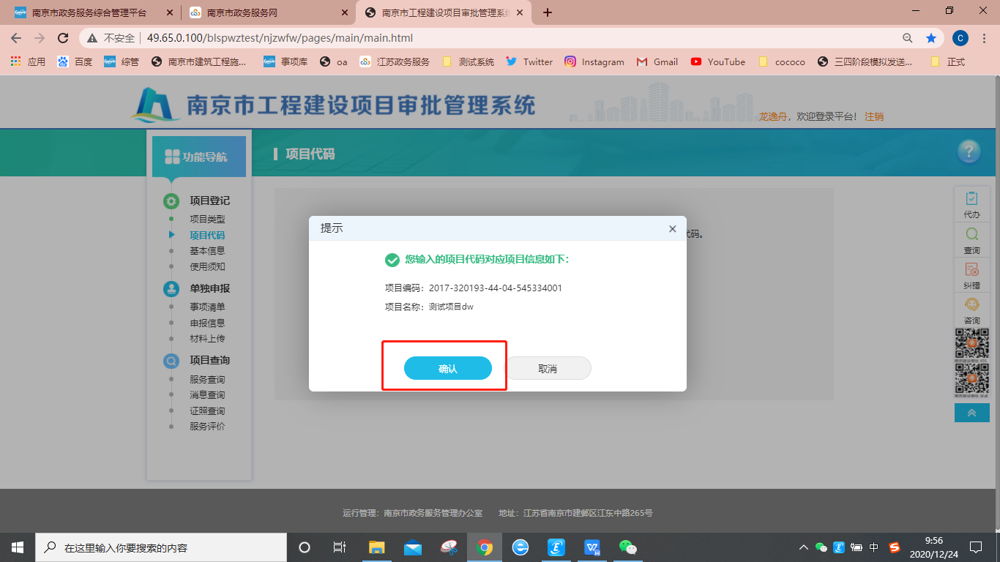 南京市政务服务综合管理平台
南京市政务服务网
南京市工程建设项目审批管理系统
不安全
49.65.0.100/blspwztest/njzwfw/pages/main/main.html
C
应用
百度
综管
南京市建筑工程施...
事项库
oa
江苏政务服务
测试系统
Twitter
Instagram
Gmail
YouTube
cococo
三四阶段模拟发送...
正式
南京市工程建设项目审批管理系统
龙逸舟，欢迎登录平台！ 注销
功能导航
项目代码
?
项目登记
项目类型
项目代码
基本信息
使用须知
单独申报
事项清单
申报信息
材料上传
项目查询
服务查询
消息查询
证照查询
服务评价
代码。
提示
您输入的项目代码对应项目信息如下：
项目编码：2017-320193-44-04-545334001
项目名称：测试项目dw
确认
取消
代办
查询
纠错
咨询
运行管理：南京市政务服务管理办公室 地址：江苏省南京市建邺区江东中路265号
在这里输入你要搜索的内容
中
9:56
2020/12/24